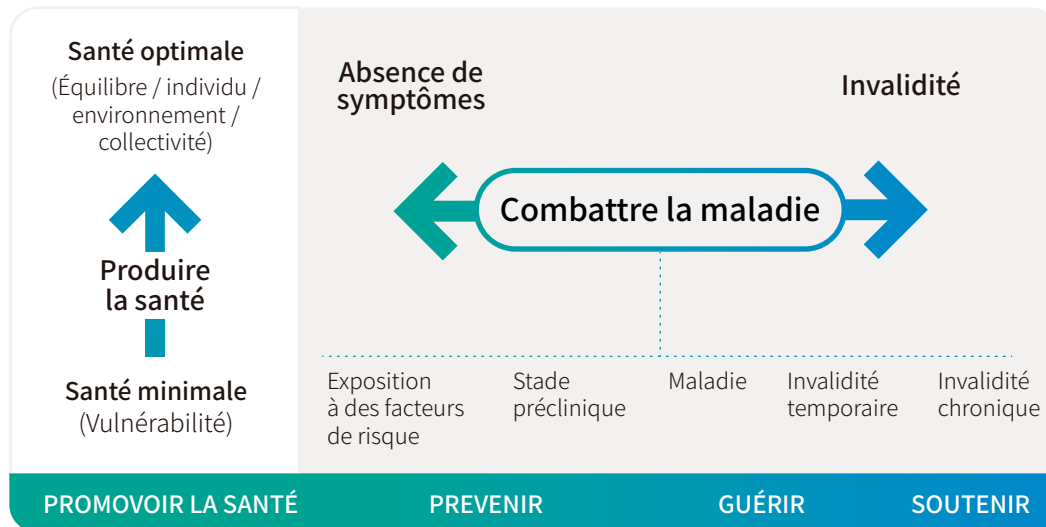 Santé optimale
(Équilibre / individu /
environnement /
collectivité)
Produire
la santé
Santé minimale
(Vulnérabilité)
Absence de
symptômes
Invalidité
Combattre la maladie
Exposition
à des facteurs
de risque
Stade
préclinique
Maladie
Invalidité
temporaire
Invalidité
chronique
PROMOVOIR LA SANTÉ
PREVENIR
GUÉRIR
SOUTENIR